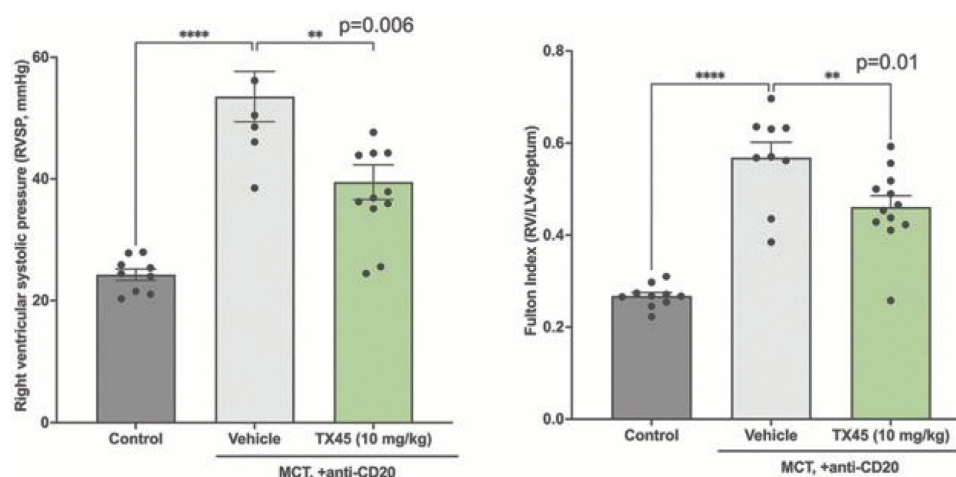 p=0.006
****
**
Right ventricular systolic pressure (RVSP, mmHg)
60
40
20
0
Control
Vehicle
TX45 (10 mg/kg)
MCT, +anti-CD20
p=0.01
****
**
Fulton Index (RV/LV+Septum)
0.8
0.6
0.4
0.2
0.0
Control
Vehicle
TX45 (10 mg/kg)
MCT, +anti-CD20